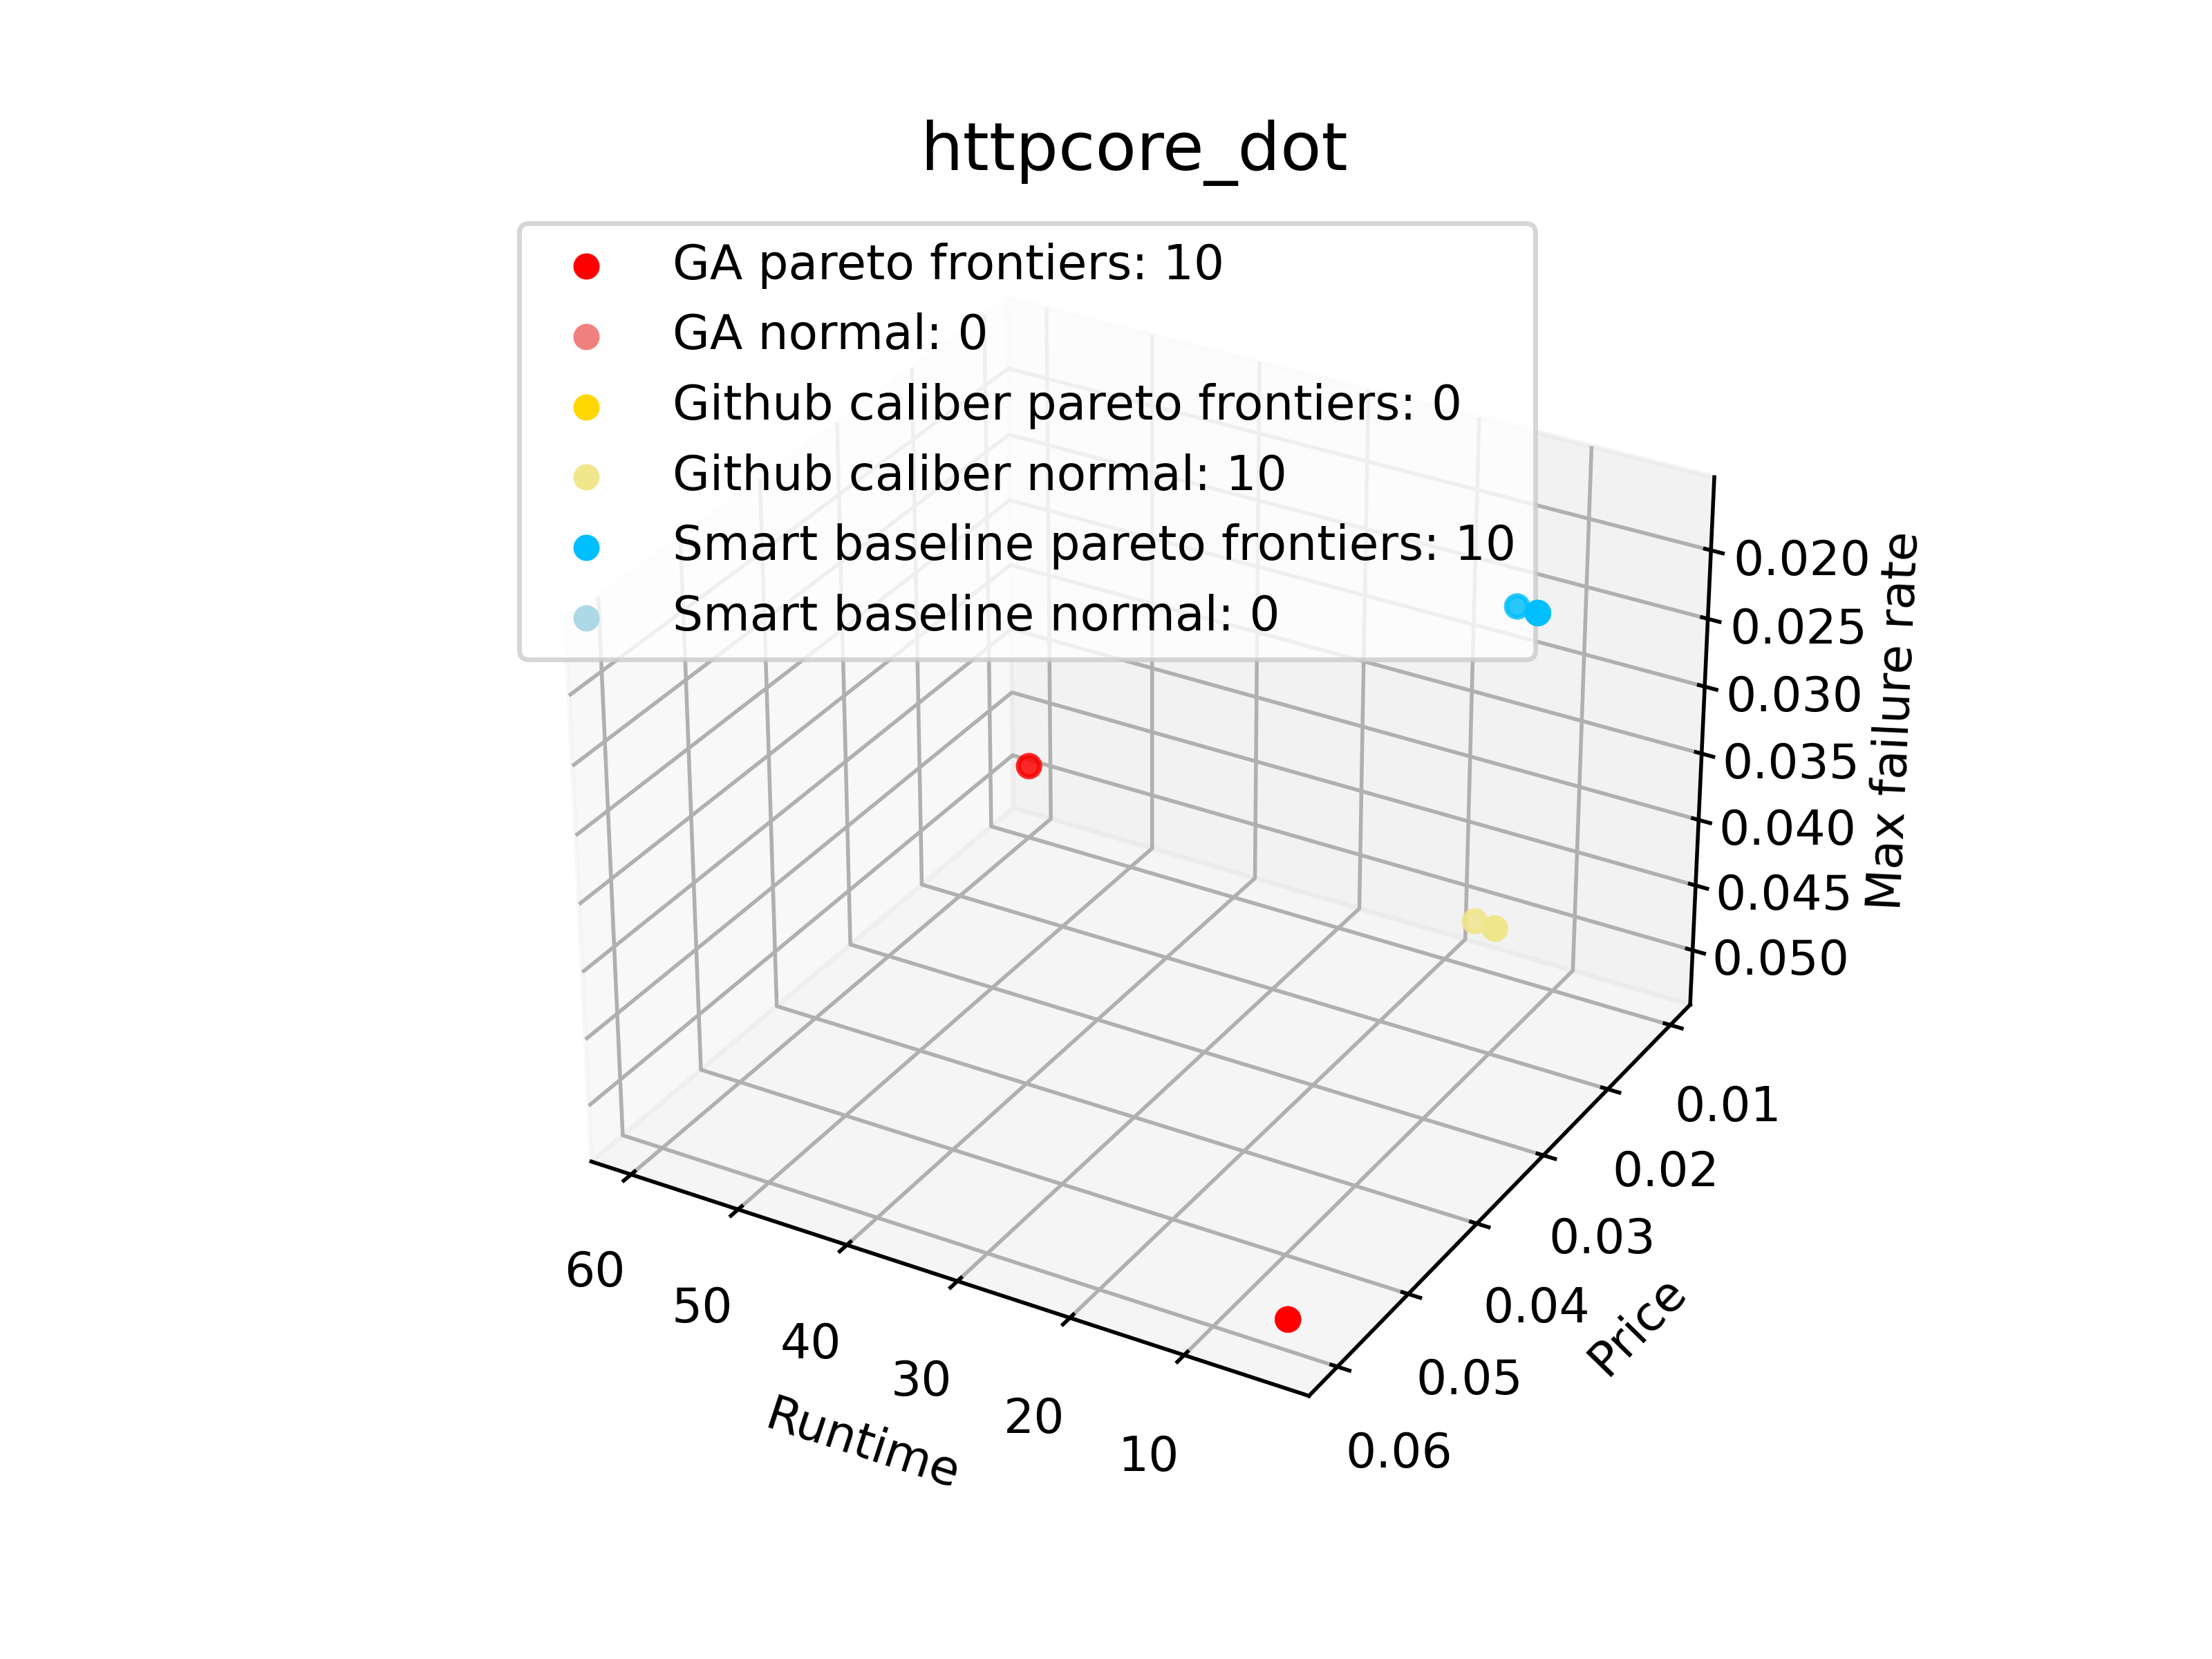 httpcore_dot
GA pareto frontiers: 10
GA normal: 0
Github caliber pareto frontiers: 0
Github caliber normal: 10
Smart baseline pareto frontiers: 10
Smart baseline normal: 0
0.020
0.025
0.030
0.035
0.040
0.045
0.050
Max failure rate
0.01
0.02
0.03
0.04
0.05
0.06
Price
60
50
40
30
20
10
Runtime